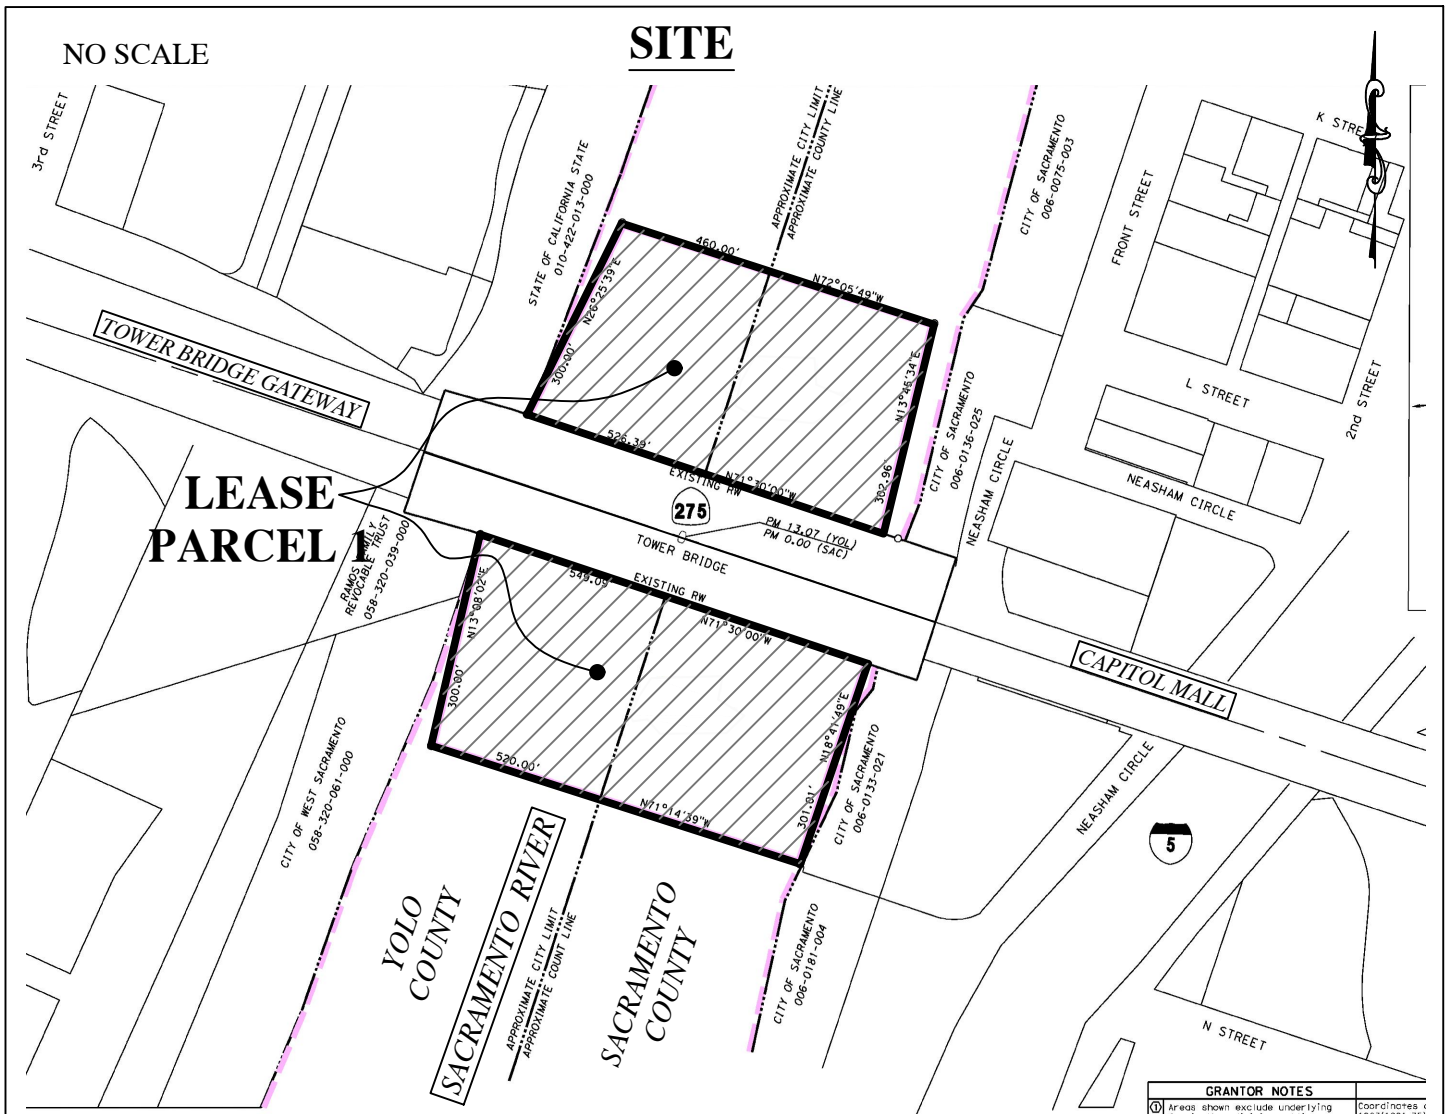 NO SCALE
SITE
3rd STREET
STATE OF CALIFORNIA STATE
010-422-013-000
APPROXIMATE CITY LIMIT
APPROXIMATE COUNTY LINE
CITY OF SACRAMENTO
006-0075-003
FRONT STREET
K STREET
460.00'
N72°05'49"W
N26°25'39"E
300.00'
N13°45'34"E
302.96'
526.39'
N71°30'00"W
EXISTING RW
TOWER BRIDGE GATEWAY
CITY OF SACRAMENTO
006-0136-025
L STREET
2nd STREET
NEASHAM CIRCLE
NEASHAM CIRCLE
LEASE
PARCEL 1
RAMOS FAMILY
REVOCABLE TRUST
058-320-039-000
275
PM 13.07 (YOL)
PM 0.00 (SAC)
TOWER BRIDGE
EXISTING RW
549.09'
N71°30'00"W
N13°08'02"E
300.00'
N18°41'49"E
301.01'
520.00'
N71°14'39"W
CAPITOL MALL
CITY OF WEST SACRAMENTO
058-320-061-000
CITY OF SACRAMENTO
006-0133-021
NEASHAM CIRCLE
5
YOLO
COUNTY
SACRAMENTO RIVER
APPROXIMATE CITY LIMIT
APPROXIMATE COUNT LINE
SACRAMENTO
COUNTY
CITY OF SACRAMENTO
006-0181-004
N STREET
GRANTOR NOTES
1 Areas shown exclude underlying
Coordinates